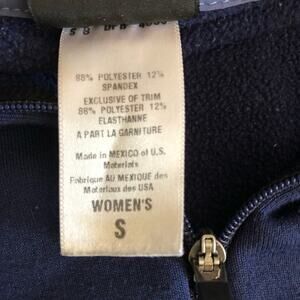 88% POLYESTER 12%
SPANDEX
EXCLUSIVE OF TRIM
88% POLYESTER 12%
ELASTHANNE
A PART LA GARNITURE
Made in MEXICO of U.S.
Materials
Fabrique AU MEXIQUE des
Materiaux des USA
WOMEN'S
S